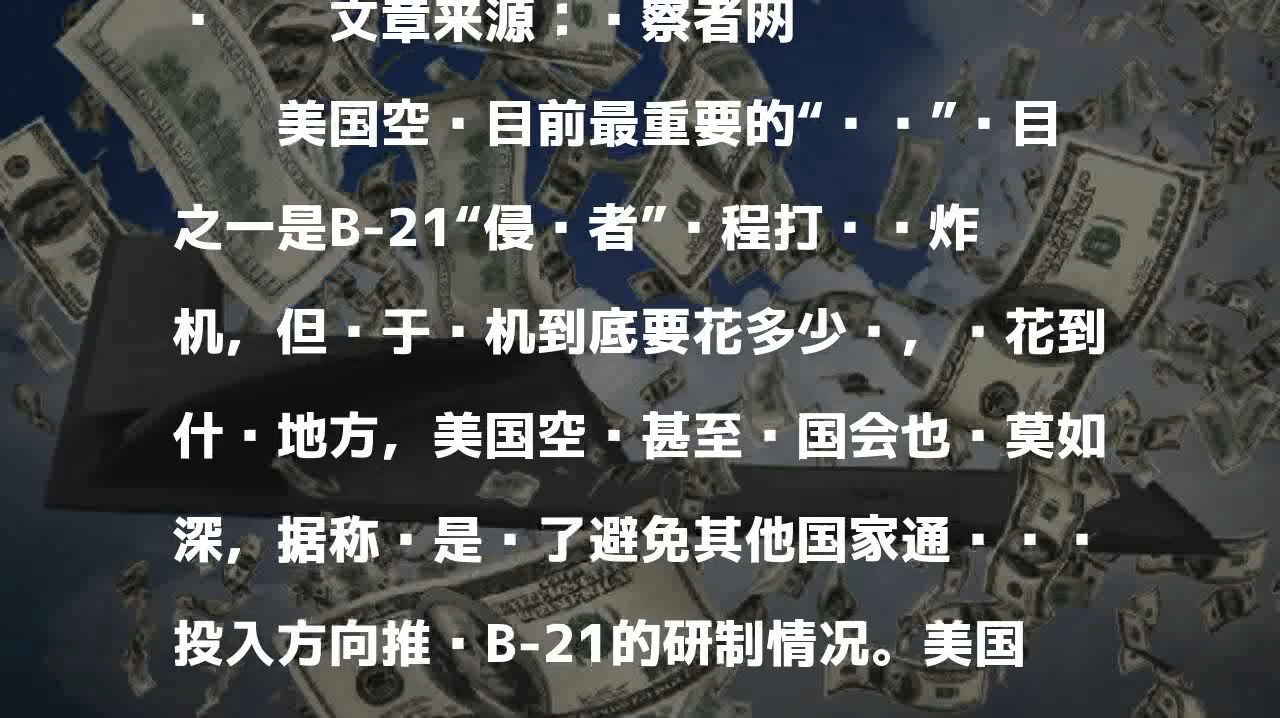 · 文章来源：·察者网
美国空·目前最重要的“··”·目
之一是B-21“侵·者”·程打··炸
机，但·于·机到底要花多少·，·花到
什·地方，美国空·甚至·国会也·莫如
深，据称·是·了避免其他国家通···
投入方向推·B-21的研制情况。美国